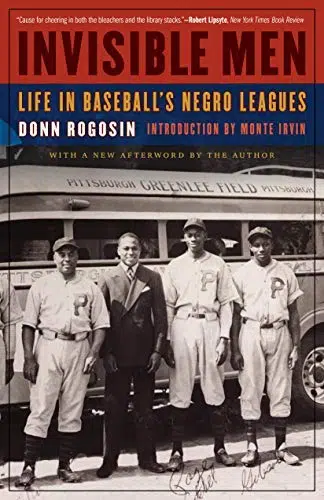 "Cause for cheering in both the bleachers and the library stacks."—Robert Lipsyte, New York Times Book Review
INVISIBLE MEN
LIFE IN BASEBALL'S NEGRO LEAGUES
DONN ROGOSIN INTRODUCTION BY MONTE IRVIN
WITH A NEW AFTERWORD BY THE AUTHOR
PITTSBURGH GREENLEE FIELD PITTSBURGH
P P P